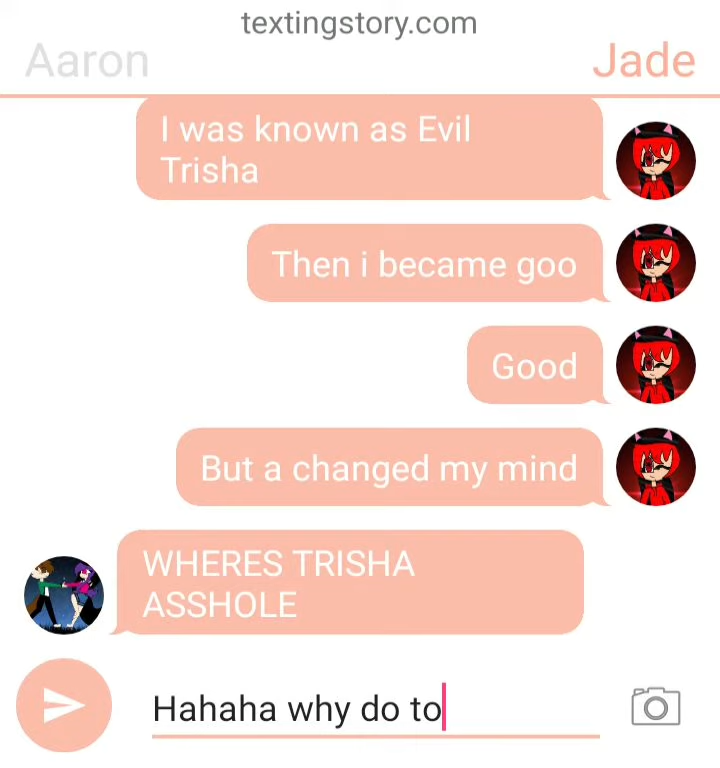 textingstory.com
Aaron
Jade
I was known as Evil
Trisha
Then i became goo
Good
But a changed my mind
WHERES TRISHA
ASSHOLE
Hahaha why do to